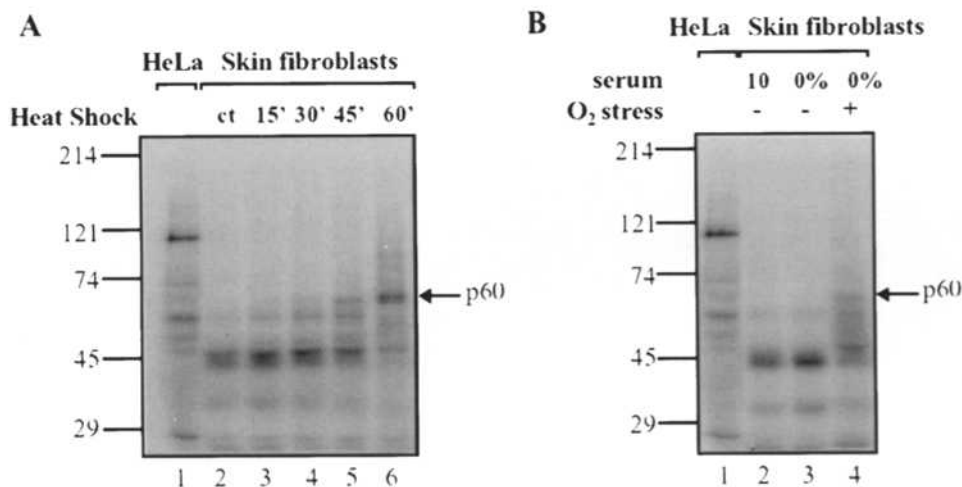 A
HeLa Skin fibroblasts
Heat Shock ct 15' 30' 45' 60'
214
121
74
p60
45
29
1 2 3 4 5 6
B
HeLa Skin fibroblasts
serum 10 0% 0%
O2 stress - - +
214
121
74
p60
45
29
1 2 3 4